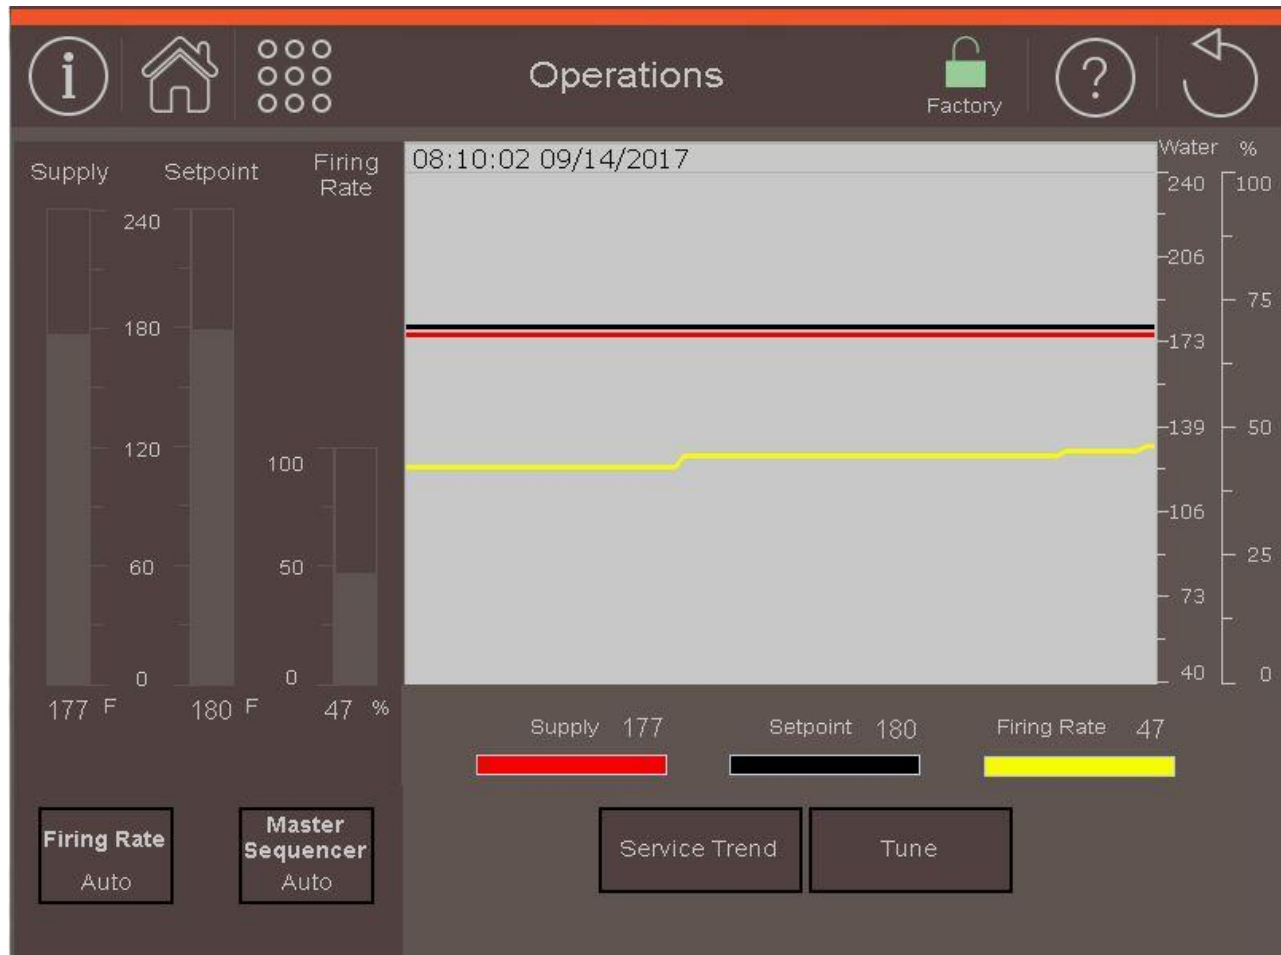 i
Operations
Factory
?
Supply
Setpoint
Firing
Rate
240
180
120
60
0
100
50
0
177 F
180 F
47 %
08:10:02 09/14/2017
Water %
240
206
173
139
106
73
40
100
75
50
25
0
Supply 177
Setpoint 180
Firing Rate 47
Firing Rate
Auto
Master
Sequencer
Auto
Service Trend
Tune